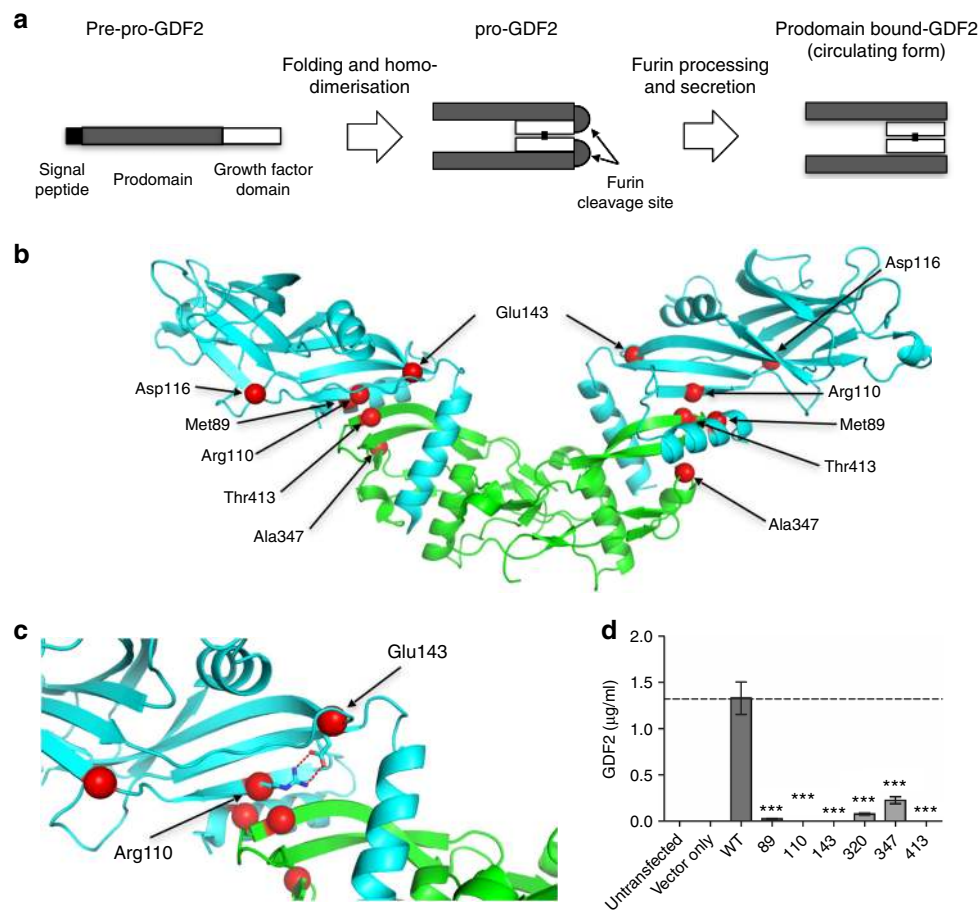 a
Pre-pro-GDF2
pro-GDF2
Prodomain bound-GDF2
(circulating form)
Folding and homo-
dimerisation
Furin processing
and secretion
Signal
peptide
Prodomain
Growth factor
domain
Furin
cleavage site
b
Asp116
Glu143
Asp116
Met89
Arg110
Thr413
Ala347
Arg110
Met89
Thr413
Ala347
c
Glu143
Arg110
d
GDF2 (μg/ml)
2.0
1.5
1.0
0.5
0.0
***
***
***
***
***
***
Untransfected
Vector only
WT
89
110
143
320
347
413